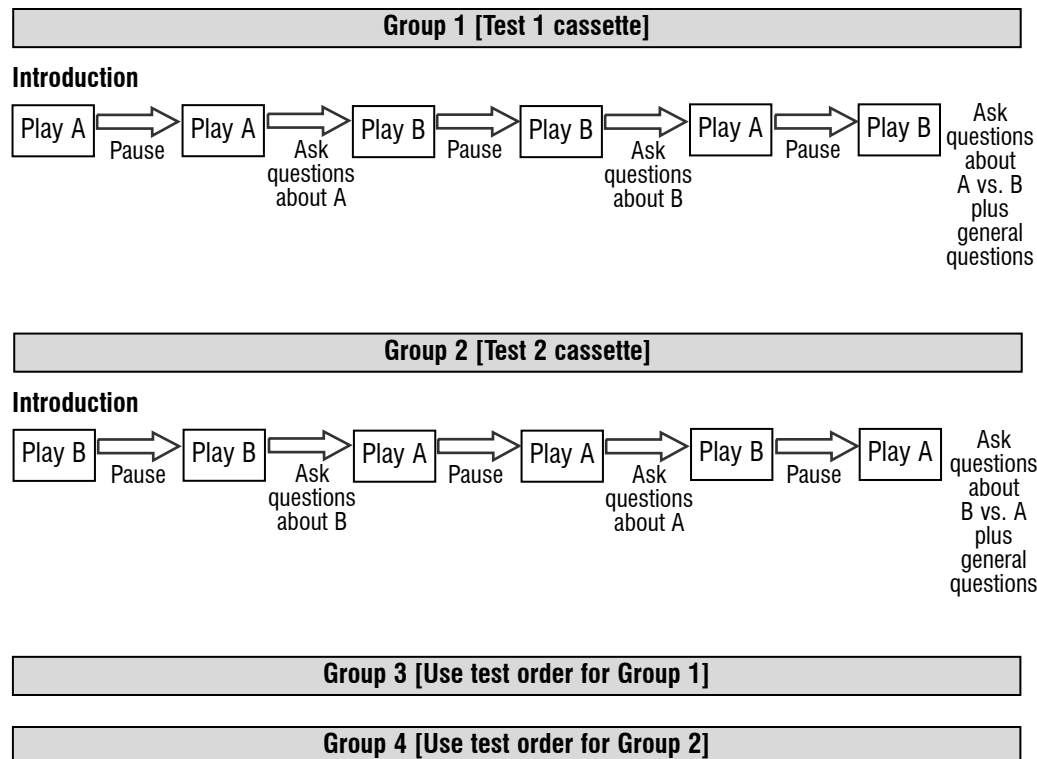 Group 1 [Test 1 cassette]
Introduction
Play A
Pause
Play A
Ask
questions
about A
Play B
Pause
Play B
Ask
questions
about B
Play A
Pause
Play B
Ask
questions
about
A vs. B
plus
general
questions
Group 2 [Test 2 cassette]
Introduction
Play B
Pause
Play B
Ask
questions
about B
Play A
Pause
Play A
Ask
questions
about A
Play B
Pause
Play A
Ask
questions
about
B vs. A
plus
general
questions
Group 3 [Use test order for Group 1]
Group 4 [Use test order for Group 2]